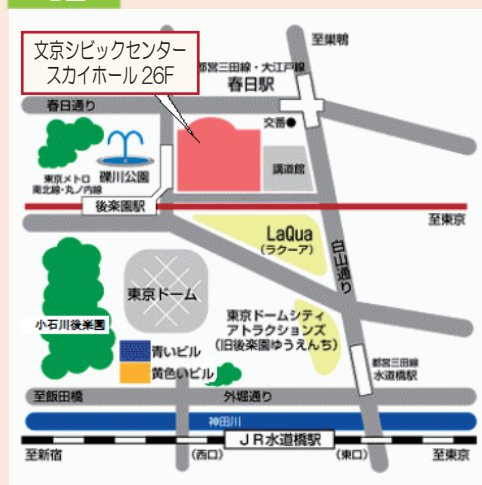 文京シビックセンター
スカイホール 26F
至巣鴨
都営三田線・大江戸線
春日駅
春日通り
交番
東京メトロ
南北線・丸ノ内線
礫川公園
講道館
後楽園駅
至東京
LaQua
(ラクーア)
白山通り
東京ドーム
小石川後楽園
東京ドームシティ
アトラクションズ
(旧後楽園ゆうえんち)
青いビル
黄色いビル
都営三田線
水道橋駅
至飯田橋
外堀通り
神田川
JR水道橋駅
至新宿
(西口)
(東口)
至東京